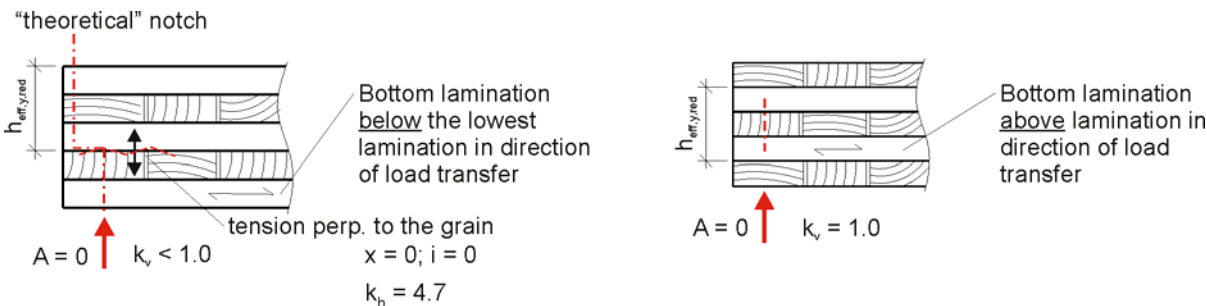 “theoretical” notch
h_eff,y,red
Bottom lamination
below the lowest
lamination in direction
of load transfer
tension perp. to the grain
A = 0
k_v < 1.0
x = 0; i = 0
k_h = 4.7
h_eff,y,red
Bottom lamination
above lamination in
direction of load
transfer
A = 0
k_v = 1.0